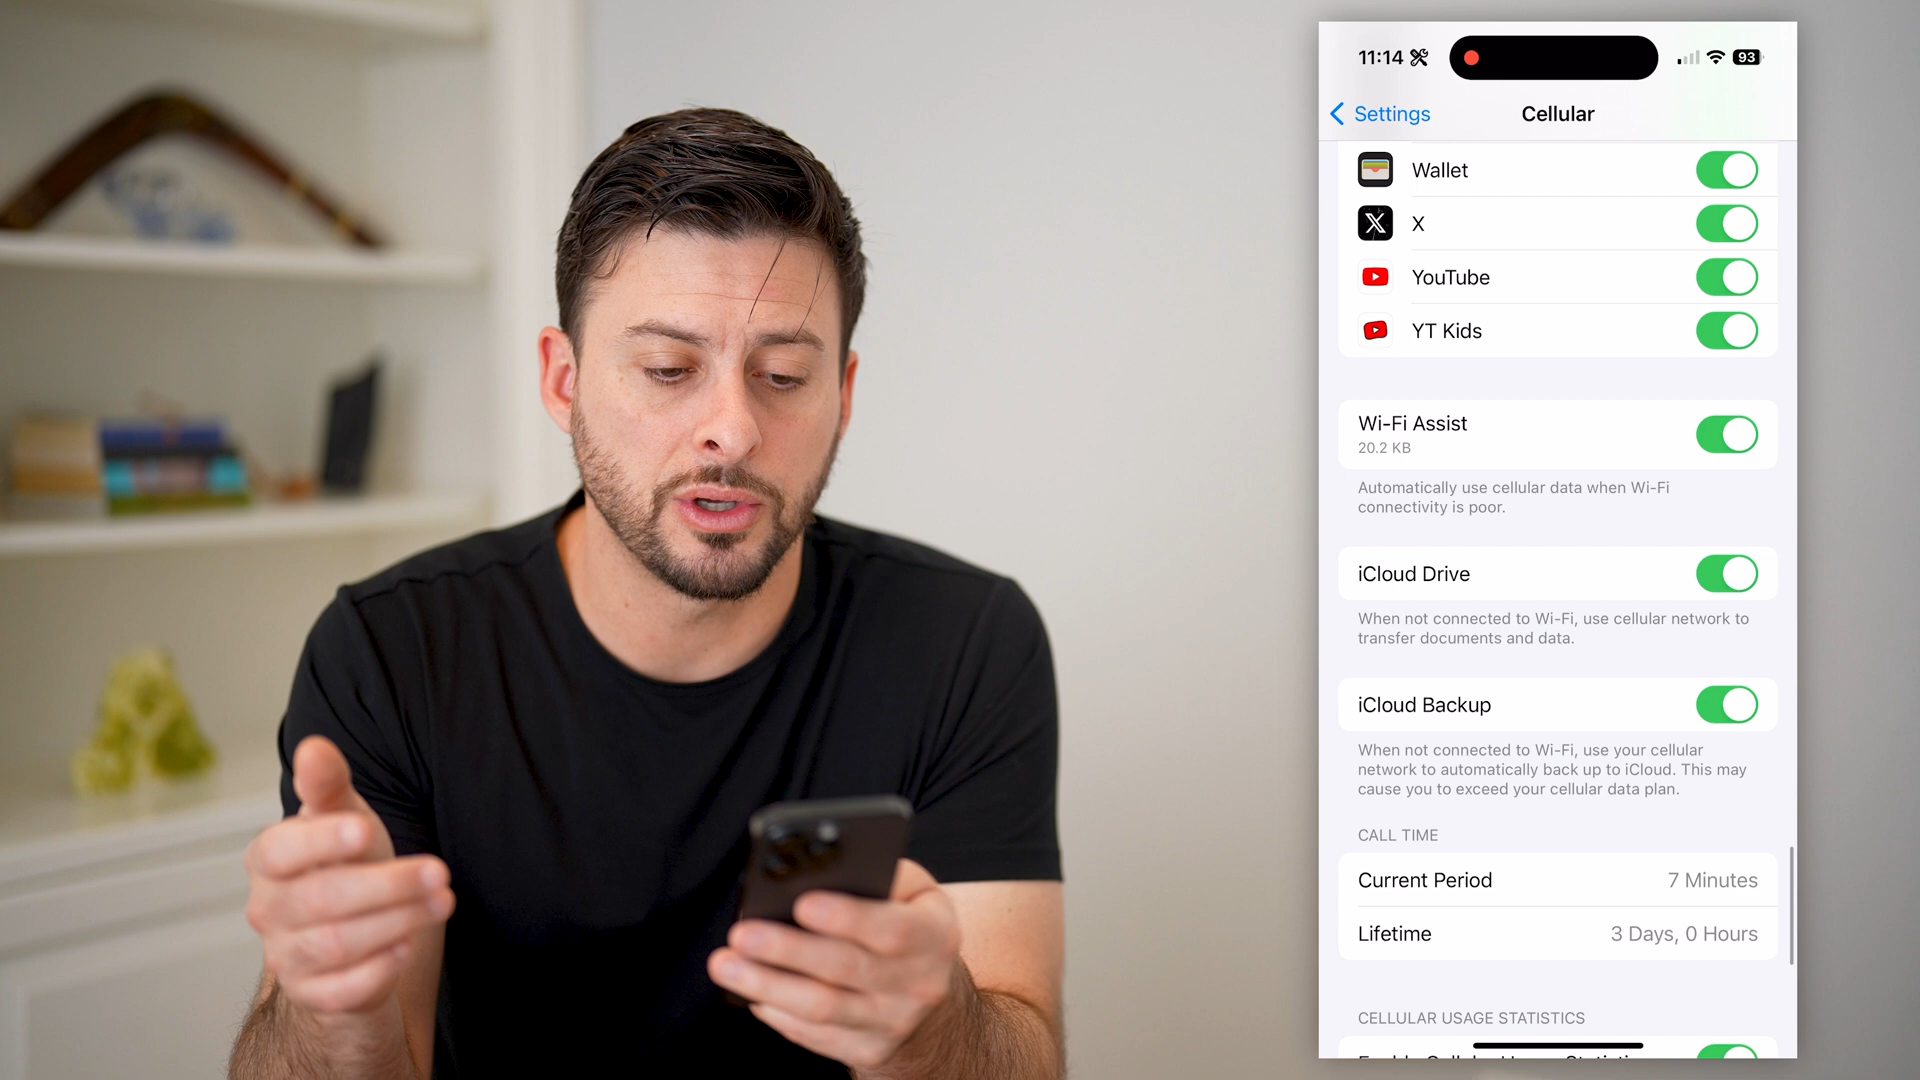 11:14
93
Settings
Cellular
Wallet
X
YouTube
YT Kids
Wi-Fi Assist
20.2 KB
Automatically use cellular data when Wi-Fi
connectivity is poor.
iCloud Drive
When not connected to Wi-Fi, use cellular network to
transfer documents and data.
iCloud Backup
When not connected to Wi-Fi, use your cellular
network to automatically back up to iCloud. This may
cause you to exceed your cellular data plan.
CALL TIME
Current Period 7 Minutes
Lifetime 3 Days, 0 Hours
CELLULAR USAGE STATISTICS